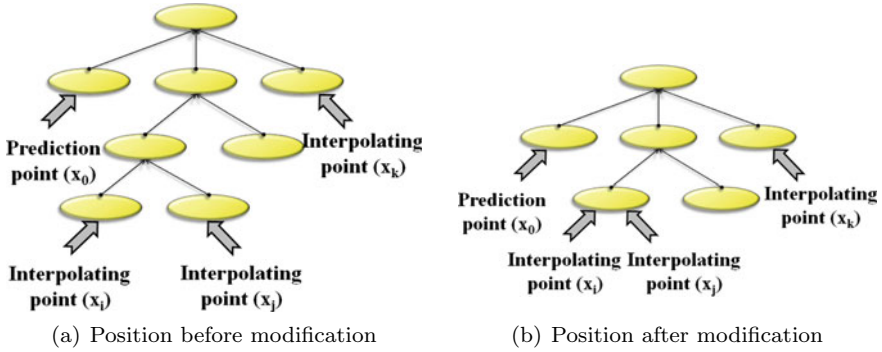 Prediction
point (x₀)
Interpolating
point (xₖ)
Interpolating
point (xᵢ)
Interpolating
point (xⱼ)
(a) Position before modification
Prediction
point (x₀)
Interpolating
point (xₖ)
Interpolating
point (xᵢ)
Interpolating
point (xⱼ)
(b) Position after modification